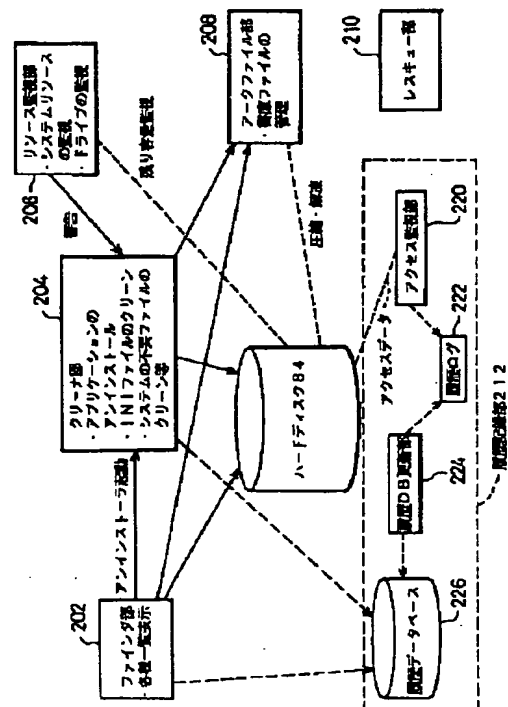 208
リソース監視部
・システムリソース
の監視
・ドライブの監視
警告
残り容量監視
204
クリーナ部
・アプリケーションの
アンインストール
・INIファイルのクリーン
・システムの不要ファイルの
クリーン等
208
アークファイル部
・書庫ファイルの
管理
210
レスキュー部
圧縮・解凍
アンインストーラ起動
202
ファインダ部
・各種一覧表示
ハードディスク84
アクセスデータ
アクセス監視部
220
222
履歴ログ
履歴DB更新部
224
履歴データベース
226
履歴記録部212